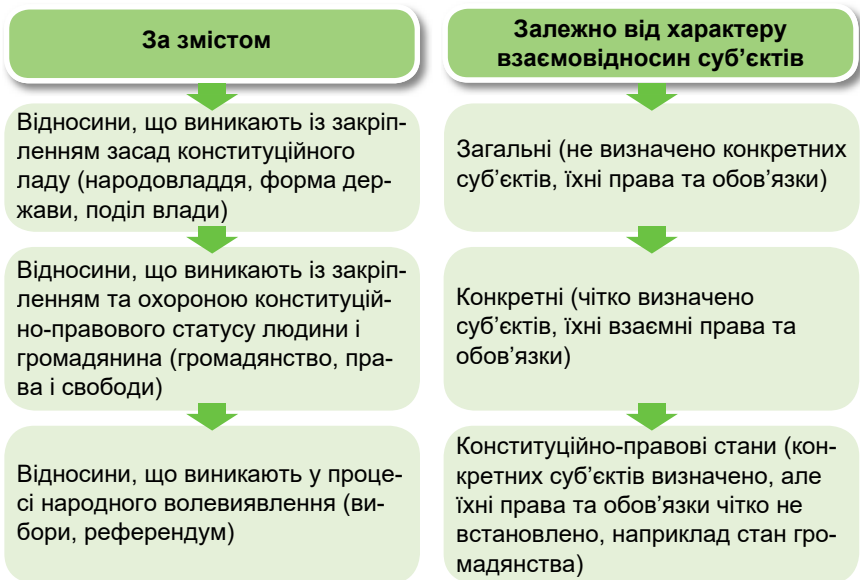 За змістом
Відносини, що виникають із закріп-
ленням засад конституційного
ладу (народовладдя, форма дер-
жави, поділ влади)
Відносини, що виникають із закріп-
ленням та охороною конституцій-
но-правового статусу людини і
громадянина (громадянство, пра-
ва і свободи)
Відносини, що виникають у проце-
сі народного волевиявлення (ви-
бори, референдум)
Залежно від характеру
взаємовідносин суб’єктів
Загальні (не визначено конкретних
суб’єктів, їхні права та обов’язки)
Конкретні (чітко визначено
суб’єктів, їхні взаємні права та
обов’язки)
Конституційно-правові стани (кон-
кретних суб’єктів визначено, але
їхні права та обов’язки чітко не
встановлено, наприклад стан гро-
мадянства)